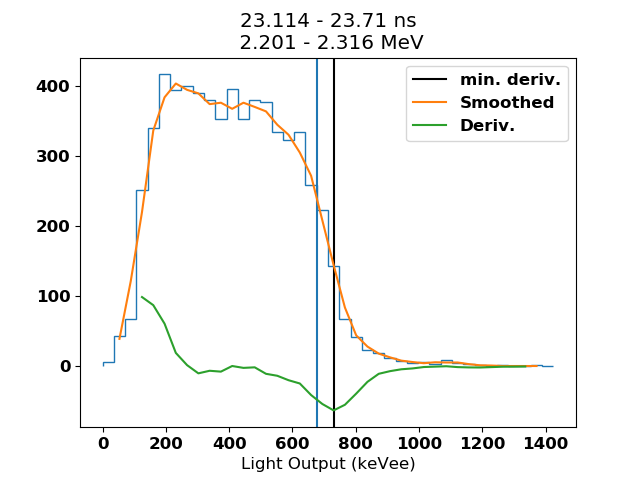 23.114 - 23.71 ns
2.201 - 2.316 MeV
min. deriv.
Smoothed
Deriv.
400
300
200
100
0
0 200 400 600 800 1000 1200 1400
Light Output (keVee)